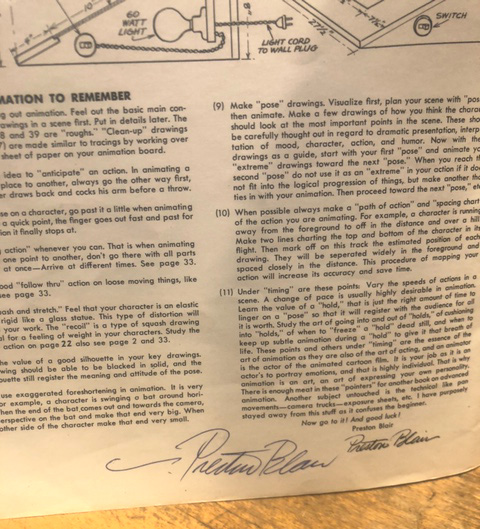 60
WATT
LIGHT
LIGHT CORD
TO WALL PLUG
SWITCH
27½"
10"
MATION TO REMEMBER
g out animation. Feel out the basic main con-
awings in a scene first. Put in details later. The
8 and 39 are "roughs." "Clean-up" drawings
7) are made similar to tracings by working over
sheet of paper on your animation board.
idea to "anticipate" an action. In animating a
place to another, always go the other way first,
er draws back and cocks his arm before a throw.
se on a character, go past it a little when animating
a quick point, the finger goes out fast and past for
ion it finally stops at.
g action" whenever you can. That is when animating
one point to another, don't go there with all parts
at once—Arrive at different times. See page 33.
ood "follow thru" action on loose moving things, like
see page 33.
ash and stretch." Feel that your character is elastic
rigid like a glass statue. This type of distortion will
your work. The "recoil" is a type of squash drawing
l for a feeling of weight in your characters. Study the
action on page 22 also see page 2 and 33.
he value of a good silhouette in your key drawings.
wing should be able to be blocked in solid, and the
ouette still register the meaning and attitude of the pose.
use exaggerated foreshortening in animation. It is very
or example, a character is swinging a bat around hori-
hen the end of the bat comes out and towards the camera,
erspective on the bat and make that end very big. When
other side of the character make that end very small.
(9) Make "pose" drawings. Visualize first, plan your scene with "pos
then animate. Make a few drawings of how you think the charac
should look at the most important points in the scene. These shou
be carefully thought out in regard to dramatic presentation, interp
tation of mood, character, action, and humor. Now with the
drawings as a guide, start with your first "pose" and animate yo
"extreme" drawings toward the next "pose." When you reach th
second "pose" do not use it as an "extreme" in your action if it doe
not fit into the logical progression of things, but make another tha
ties in with your animation. Then proceed toward the next "pose," etc
(10) When possible always make a "path of action" and "spacing chart"
of the action you are animating. For example, a character is running
away from the foreground to off in the distance and over a hill
Make two lines charting the top and bottom of the character in its
flight. Then mark off on this track the estimated position of each
drawing. They will be seperated widely in the foreground and
spaced closely in the distance. This procedure of mapping your
action will increase its accuracy and save time.
(11) Under "timing" are these points: Vary the speeds of actions in a
scene. A change of pace is usually highly desirable in animation.
Learn the value of a "hold," that is just the right amount of time to
linger on a "pose" so that it will register with the audience for all
it is worth. Study the art of going into and out of "holds," of cushioning
into "holds," of when to "freeze" a "hold" dead still, and when to
keep up subtle animation during a "hold" to give it that breath of
life. These points and others under "timing" are the essence of the
art of animation as they are also of the art of acting, and an animator
is the actor of the animated cartoon film. It is your job as it is an
actor's to portray emotions, and that is highly individual. That is why
animation is an art, an art of expressing your own personality.
There is enough meat in these "pointers" for another book on advanced
animation. Another subject untouched is the technical like pan
movements—camera trucks—exposure sheets, etc. I have purposely
stayed away from this stuff as it confuses the beginner.
Now go to it! And good luck!
Preston Blair
Preston Blair
Preston Blair